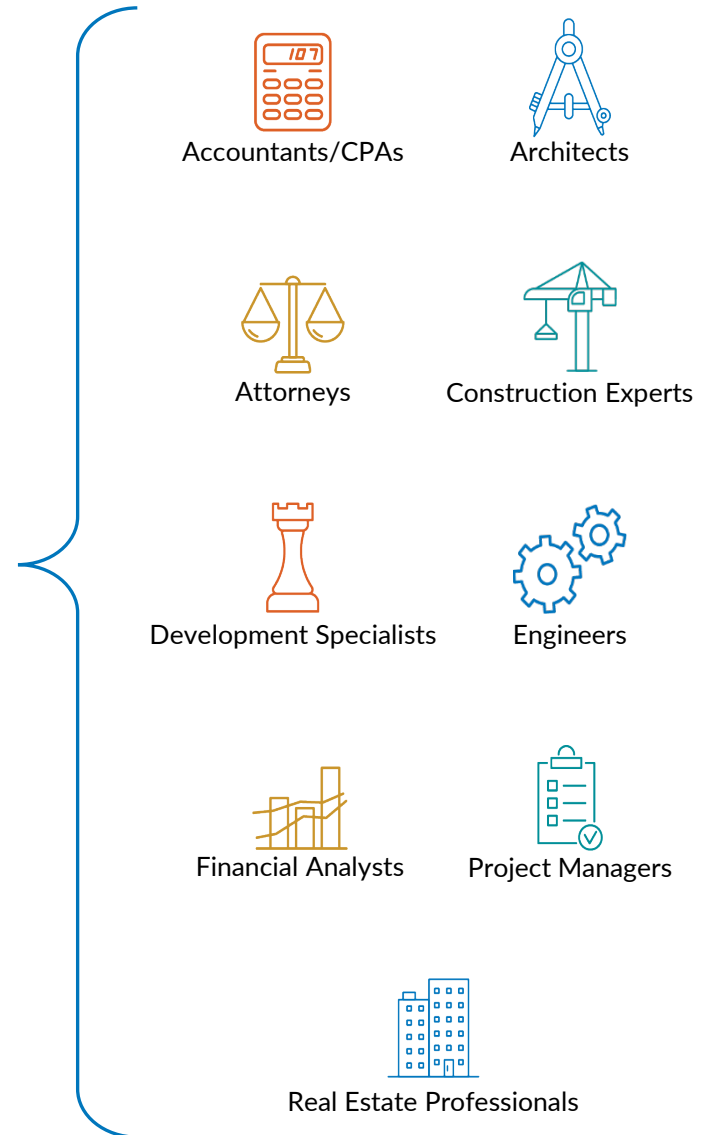 107
Accountants/CPAs
Architects
Attorneys
Construction Experts
Development Specialists
Engineers
Financial Analysts
Project Managers
Real Estate Professionals